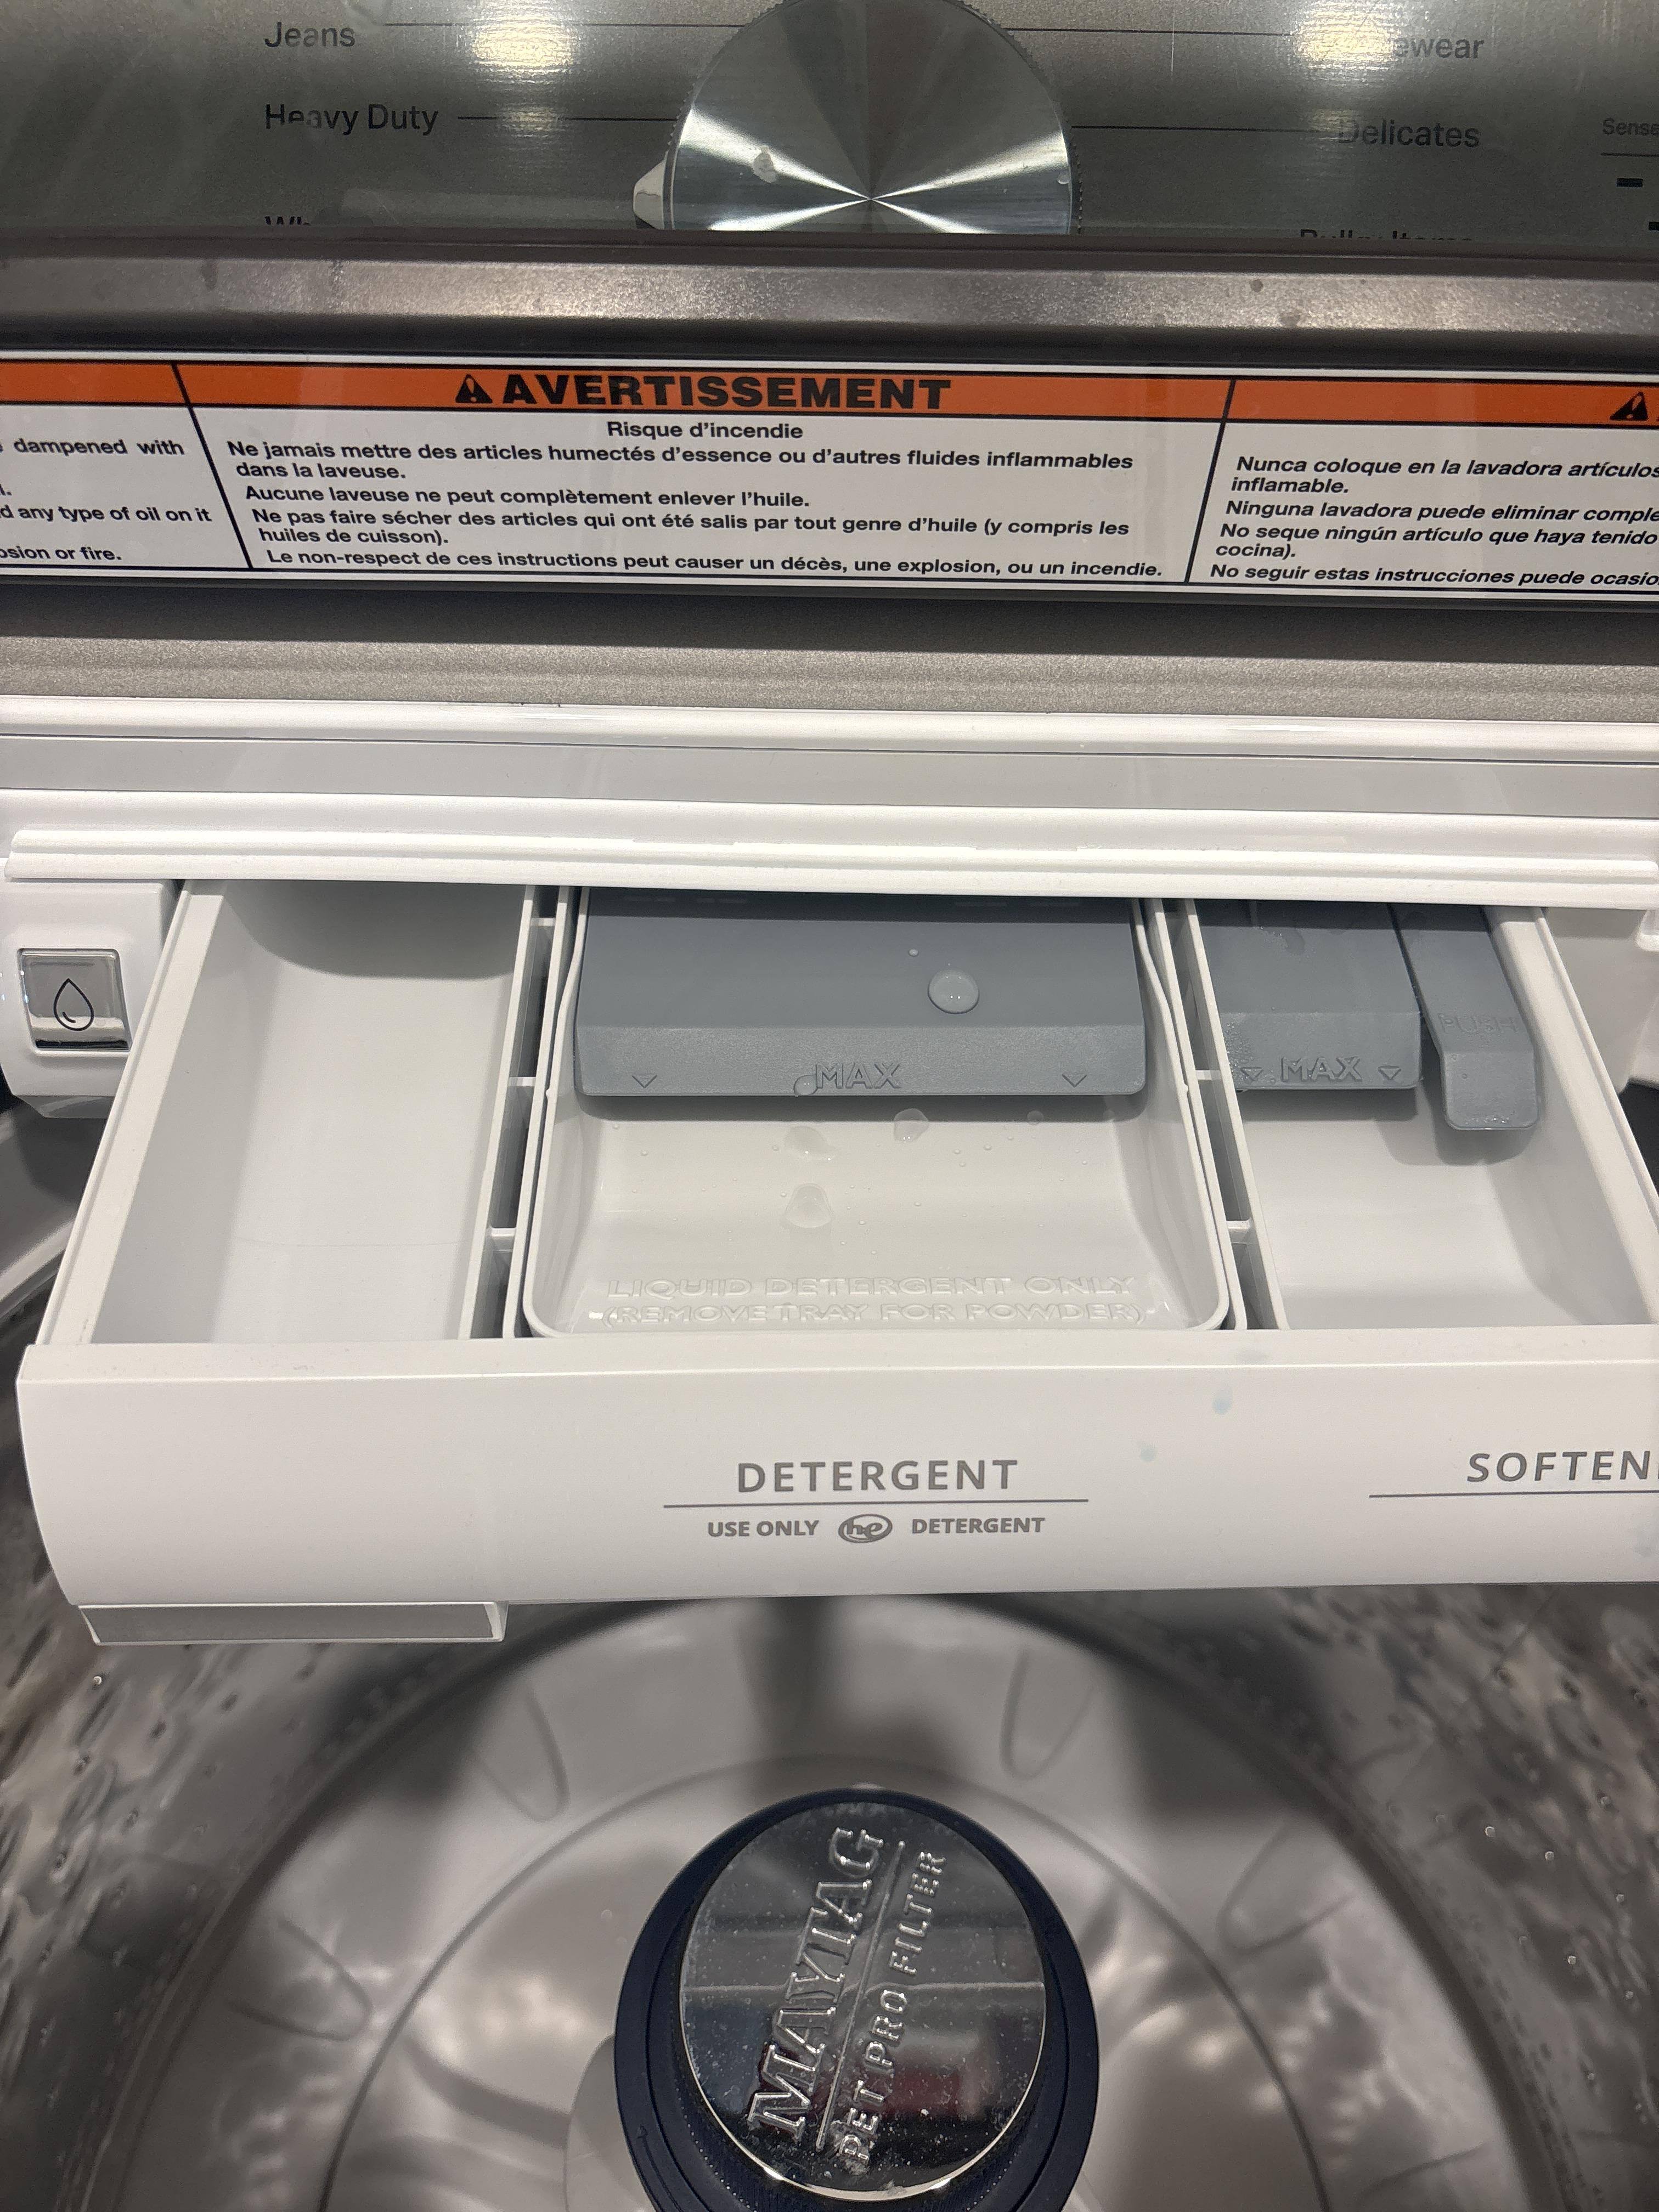 Jeans
Heavy Duty
Delicates
⚠ AVERTISSEMENT
Risque d'incendie
Ne jamais mettre des articles humectés d'essence ou d'autres fluides inflammables
dans la laveuse.
Aucune laveuse ne peut complètement enlever l'huile.
Ne pas faire sécher des articles qui ont été salis par tout genre d'huile (y compris les
huiles de cuisson).
Le non-respect de ces instructions peut causer un décès, une explosion, ou un incendie.
dampened with
d any type of oil on it
osion or fire.
Nunca coloque en la lavadora artículos
inflamable.
Ninguna lavadora puede eliminar comple
No seque ningún artículo que haya tenido
cocina).
No seguir estas instrucciones puede ocasio
MAX
MAX
PUSH
LIQUID DETERGENT ONLY
(REMOVE TRAY FOR POWDER)
DETERGENT
USE ONLY he DETERGENT
SOFTEN
MAYTAG
PET PRO FILTER